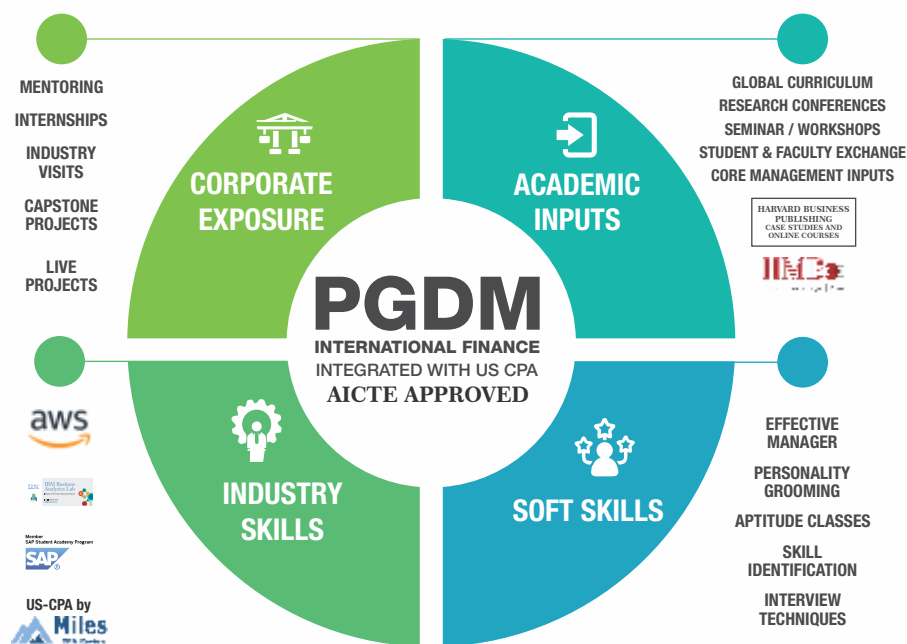 MENTORING
INTERNSHIPS
INDUSTRY
VISITS
CAPSTONE
PROJECTS
LIVE
PROJECTS
CORPORATE
EXPOSURE
ACADEMIC
INPUTS
GLOBAL CURRICULUM
RESEARCH CONFERENCES
SEMINAR / WORKSHOPS
STUDENT & FACULTY EXCHANGE
CORE MANAGEMENT INPUTS
HARVARD BUSINESS
PUBLISHING
CASE STUDIES AND
ONLINE COURSES
PGDM
INTERNATIONAL FINANCE
INTEGRATED WITH US CPA
AICTE APPROVED
aws
IBM Business
Analytics Lab
Member
SAP Student Academy Program
SAP®
US-CPA by
Miles
INDUSTRY
SKILLS
SOFT SKILLS
EFFECTIVE
MANAGER
PERSONALITY
GROOMING
APTITUDE CLASSES
SKILL
IDENTIFICATION
INTERVIEW
TECHNIQUES